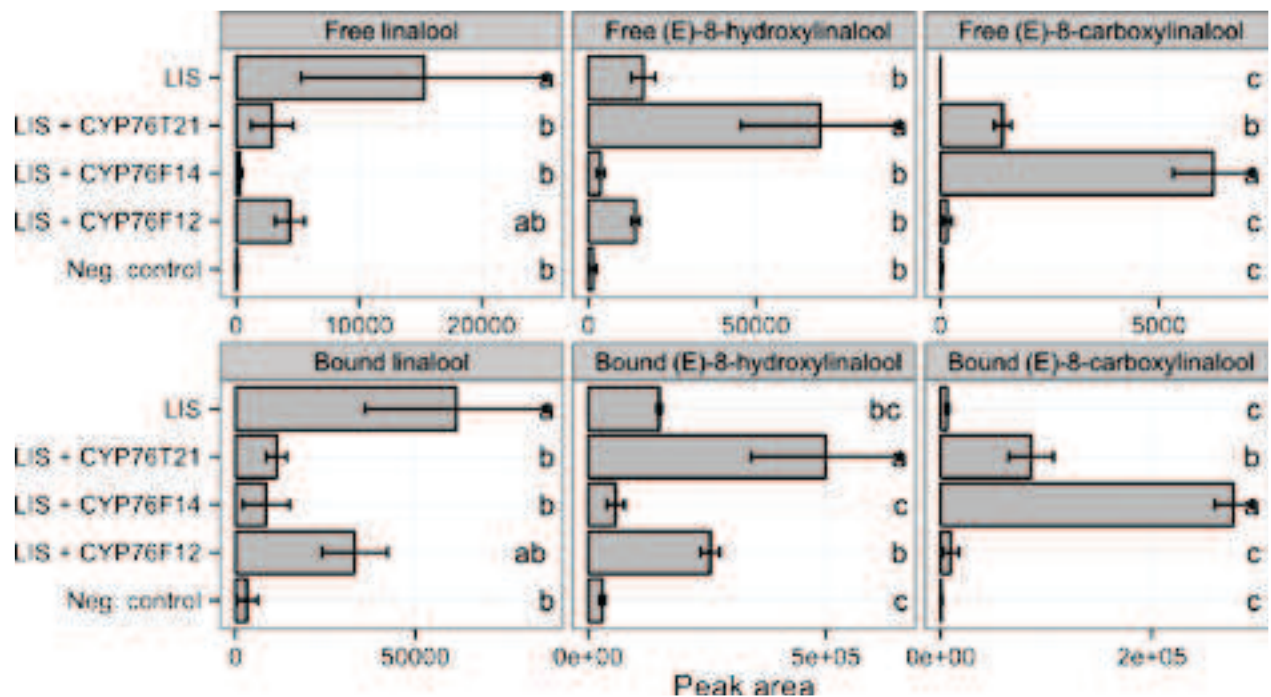 Free linalool Free (E)-8-hydroxylinalool Free (E)-8-carboxylinalool
LIS a b c
LIS + CYP76T21 b a b
LIS + CYP76F14 b b a
LIS + CYP76F12 ab b c
Neg. control b b c
0 10000 20000 0 50000 0 5000
Bound linalool Bound (E)-8-hydroxylinalool Bound (E)-8-carboxylinalool
LIS a bc c
LIS + CYP76T21 b a b
LIS + CYP76F14 b c a
LIS + CYP76F12 ab b c
Neg. control b c c
0 50000 0e+00 5e+05 0e+00 2e+05
Peak area